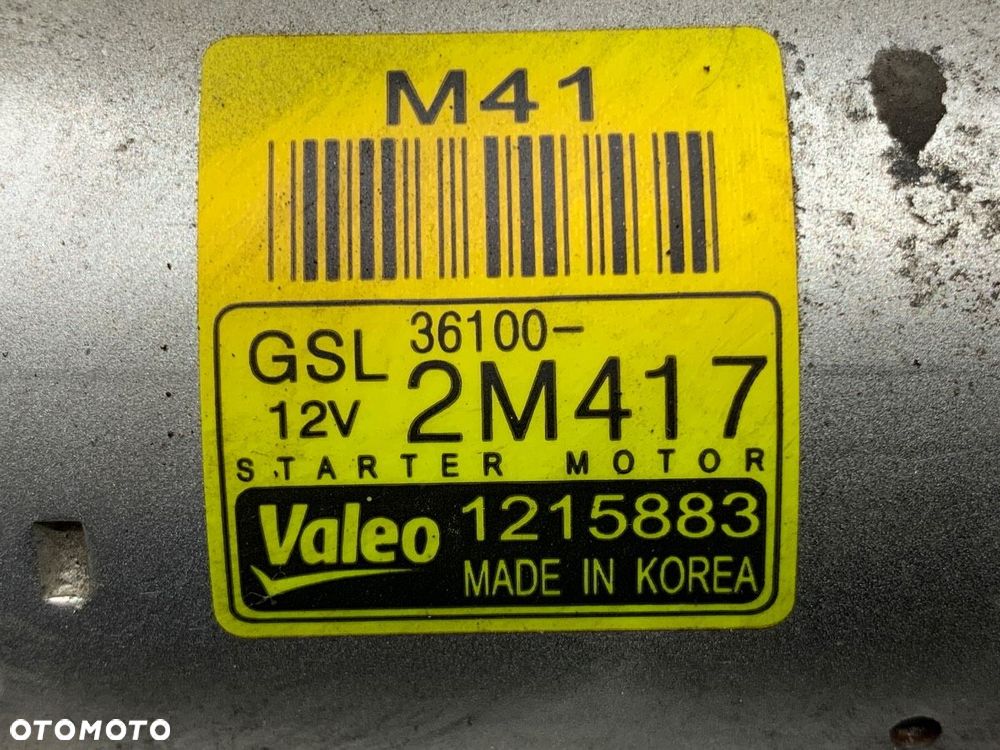 M41
36100-
GSL 2M417
12V
STARTER MOTOR
Valeo 1215883
MADE IN KOREA
OTOMOTO